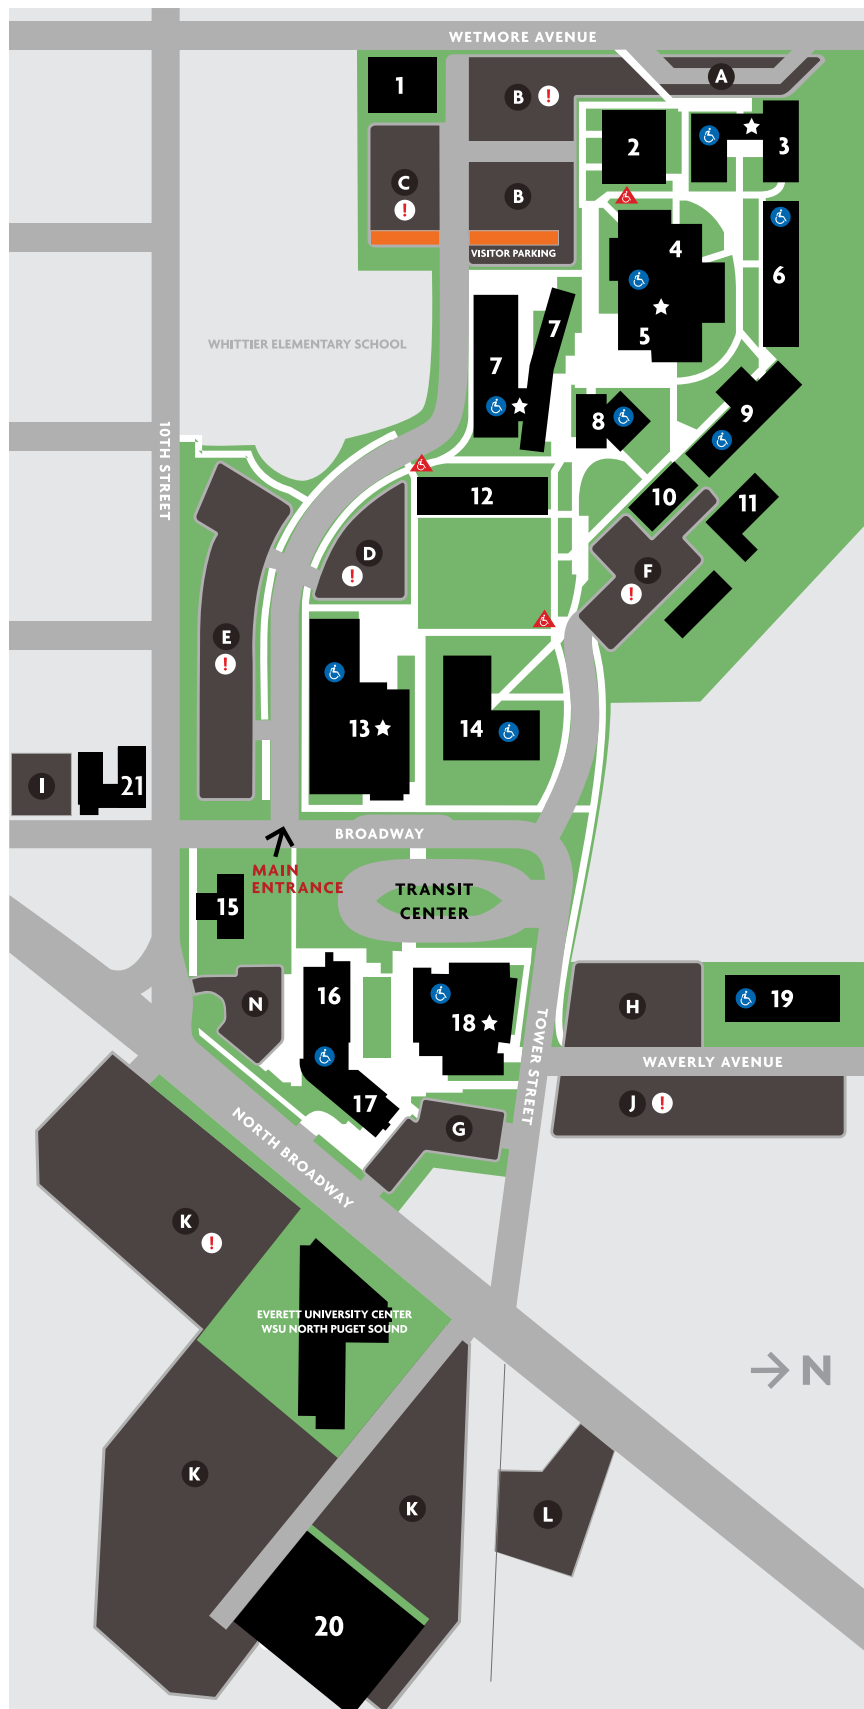 WETMORE AVENUE
1
B !
A
2
3
C
!
B
4
6
VISITOR PARKING
5
7
7
WHITTIER ELEMENTARY SCHOOL
8
9
10TH STREET
12
10
11
D
!
F
!
E
!
13
14
I
21
BROADWAY
MAIN
ENTRANCE
TRANSIT
CENTER
15
N
16
18
H
19
TOWER STREET
WAVERLY AVENUE
17
J !
G
NORTH BROADWAY
K
!
EVERETT UNIVERSITY CENTER
WSU NORTH PUGET SOUND
N
K
K
L
20